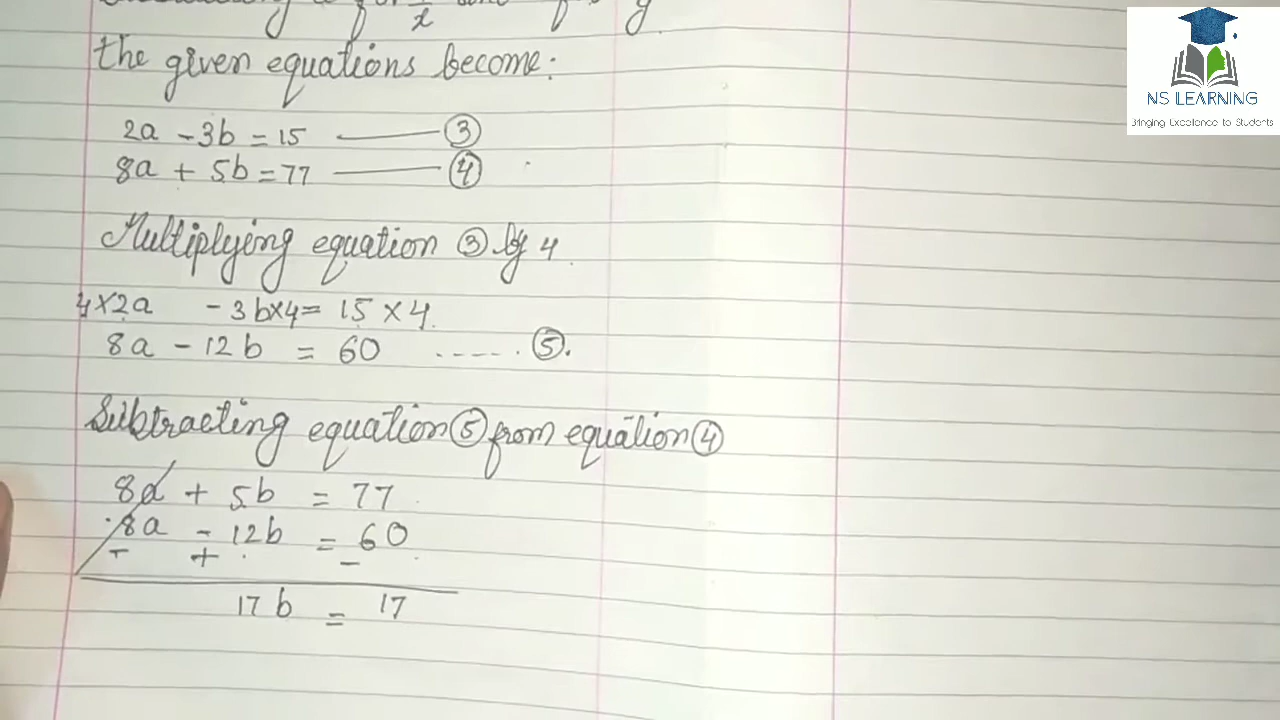 the given equations become:
2a - 3b = 15 ——— ③
8a + 5b = 77 ——— ④
Multiplying equation ③ by 4
4×2a - 3b×4 = 15 × 4
8a - 12b = 60 ...... ⑤.
Subtracting equation ⑤ from equation ④
8a + 5b = 77
8a - 12b = 60
- + -
17b = 17
NS LEARNING
Bringing Excellence to Students